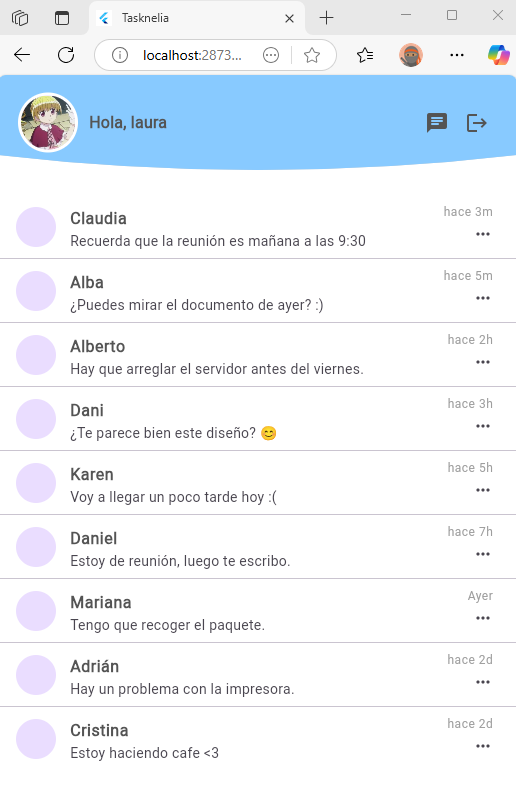 Tasknelia
localhost:2873...
Hola, laura
Claudia
hace 3m
Recuerda que la reunión es mañana a las 9:30
Alba
hace 5m
¿Puedes mirar el documento de ayer? :)
Alberto
hace 2h
Hay que arreglar el servidor antes del viernes.
Dani
hace 3h
¿Te parece bien este diseño? 😊
Karen
hace 5h
Voy a llegar un poco tarde hoy :(
Daniel
hace 7h
Estoy de reunión, luego te escribo.
Mariana
Ayer
Tengo que recoger el paquete.
Adrián
hace 2d
Hay un problema con la impresora.
Cristina
hace 2d
Estoy haciendo cafe <3